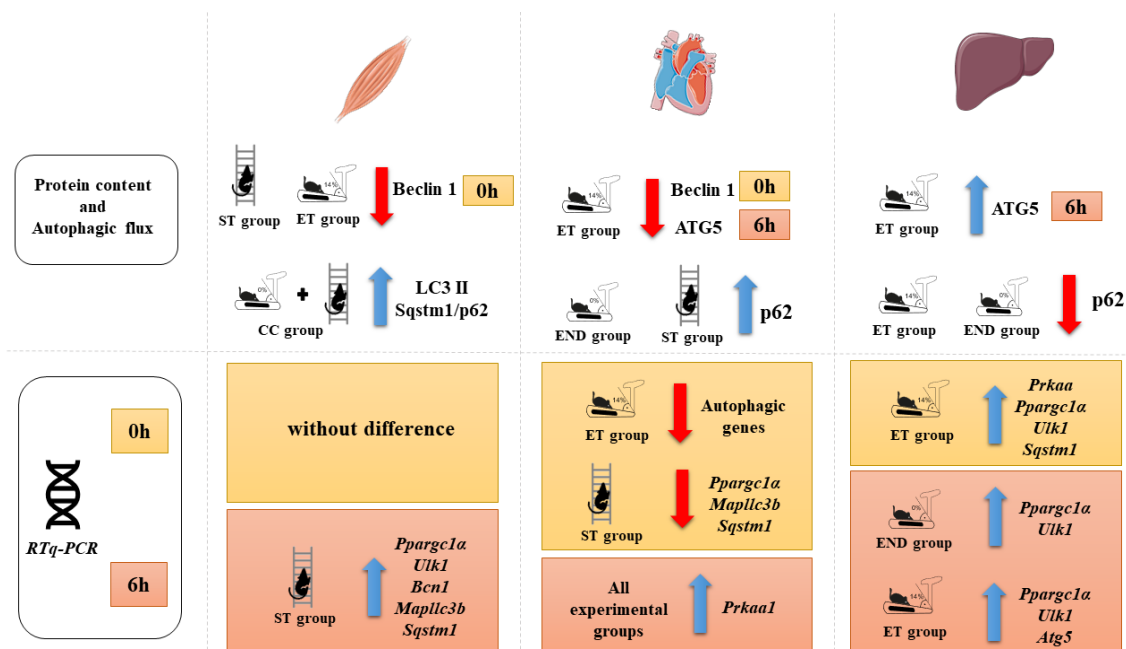 Protein content
and
Autophagic flux
ST group
14%
ET group
Beclin 1
0h
0%
CC group
+
LC3 II
Sqstm1/p62
14%
ET group
Beclin 1
0h
ATG5
6h
0%
END group
ST group
p62
14%
ET group
ATG5
6h
14%
ET group
0%
END group
p62
0h
RTq-PCR
6h
without difference
ST group
Ppargc1α
Ulk1
Bcn1
Mapllc3b
Sqstm1
14%
ET group
Autophagic
genes
ST group
Ppargc1α
Mapllc3b
Sqstm1
All
experimental
groups
Prkaa1
14%
ET group
Prkaa
Ppargc1α
Ulk1
Sqstm1
0%
END group
Ppargc1α
Ulk1
14%
ET group
Ppargc1α
Ulk1
Atg5